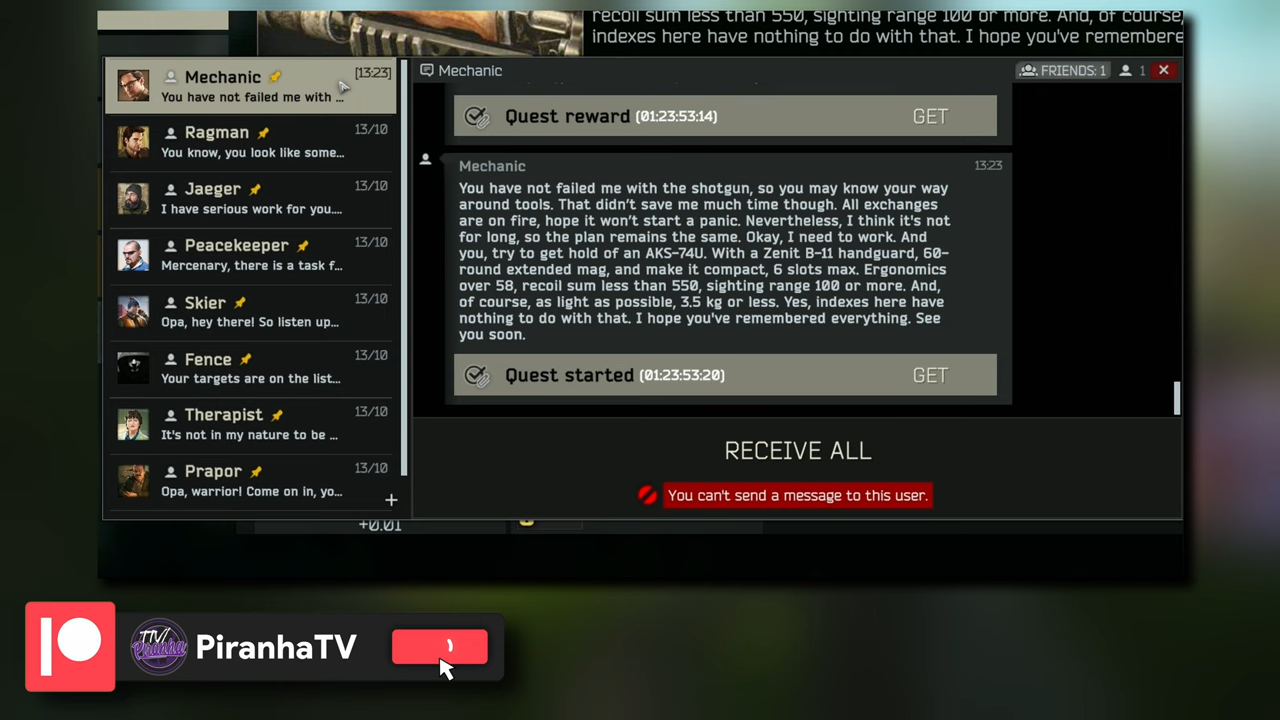 recoil sum less than 550, sighting range 100 or more. And, of course,
indexes here have nothing to do with that. I hope you've remembered
Mechanic [13:23]
You have not failed me with ...
Ragman 13/10
You know, you look like some...
Jaeger 13/10
I have serious work for you....
Peacekeeper 13/10
Mercenary, there is a task f...
Skier 13/10
Opa, hey there! So listen up...
Fence 13/10
Your targets are on the list...
Therapist 13/10
It's not in my nature to be ...
Prapor 13/10
Opa, warrior! Come on in, yo...
+
Mechanic
FRIENDS: 1 1
Quest reward (01:23:53:14) GET
Mechanic 13:23
You have not failed me with the shotgun, so you may know your way
around tools. That didn't save me much time though. All exchanges
are on fire, hope it won't start a panic. Nevertheless, I think it's not
for long, so the plan remains the same. Okay, I need to work. And
you, try to get hold of an AKS-74U. With a Zenit B-11 handguard, 60-
round extended mag, and make it compact, 6 slots max. Ergonomics
over 58, recoil sum less than 550, sighting range 100 or more. And,
of course, as light as possible, 3.5 kg or less. Yes, indexes here have
nothing to do with that. I hope you've remembered everything. See
you soon.
Quest started (01:23:53:20) GET
RECEIVE ALL
You can't send a message to this user.
+0.01
TTV/
Piranha
PiranhaTV